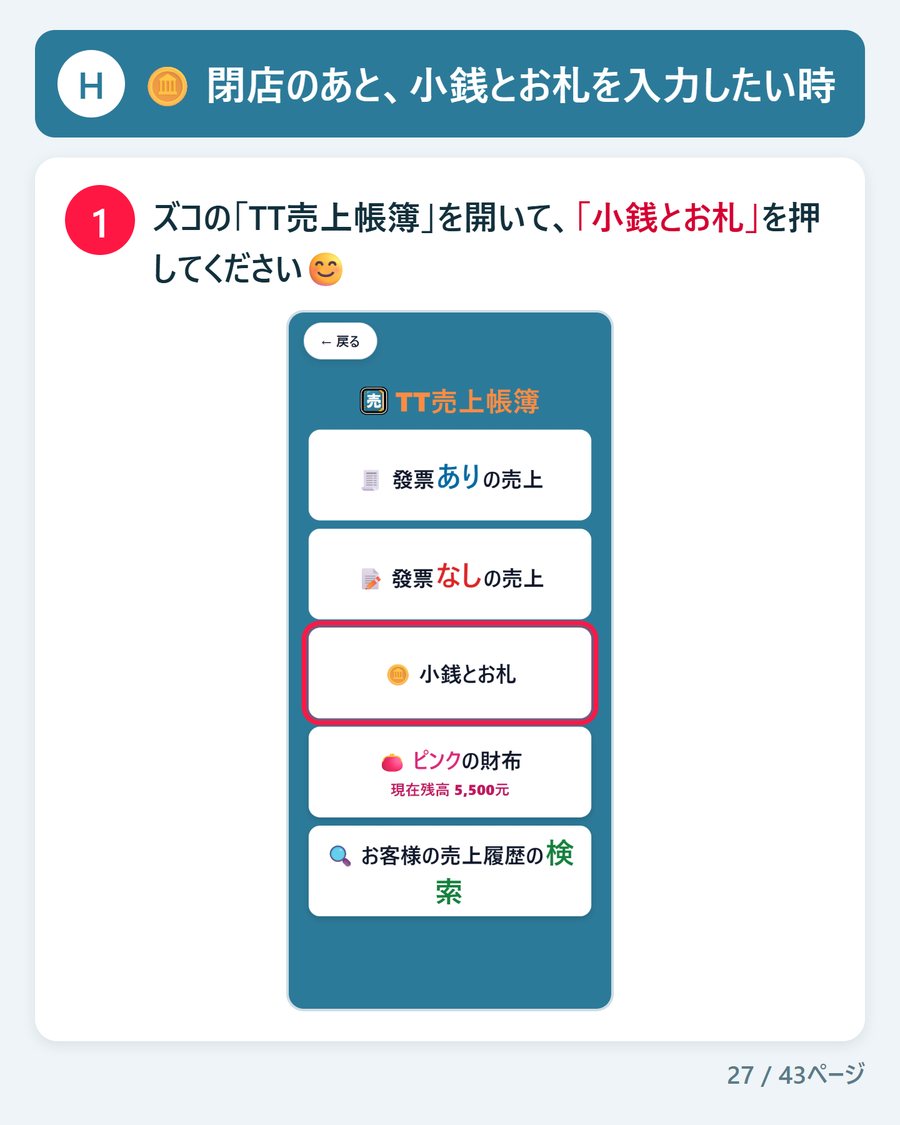 H 閉店のあと、小銭とお札を入力したい時
1 ズコの「TT売上帳簿」を開いて、「小銭とお札」を押
してください
← 戻る
売 TT売上帳簿
發票ありの売上
發票なしの売上
小銭とお札
ピンクの財布
現在残高 5,500元
お客様の売上履歴の検
索
27 / 43ページ